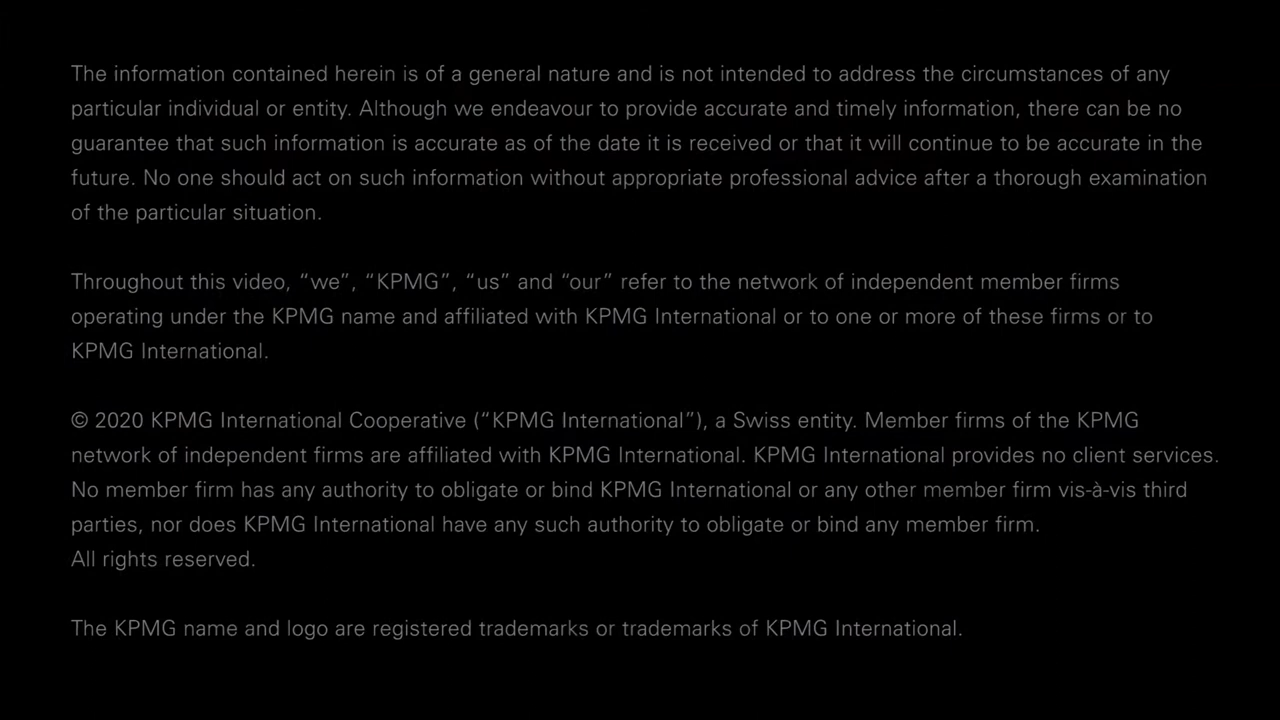 The information contained herein is of a general nature and is not intended to address the circumstances of any
particular individual or entity. Although we endeavour to provide accurate and timely information, there can be no
guarantee that such information is accurate as of the date it is received or that it will continue to be accurate in the
future. No one should act on such information without appropriate professional advice after a thorough examination
of the particular situation.
Throughout this video, “we”, “KPMG”, “us” and “our” refer to the network of independent member firms
operating under the KPMG name and affiliated with KPMG International or to one or more of these firms or to
KPMG International.
© 2020 KPMG International Cooperative (“KPMG International”), a Swiss entity. Member firms of the KPMG
network of independent firms are affiliated with KPMG International. KPMG International provides no client services.
No member firm has any authority to obligate or bind KPMG International or any other member firm vis-à-vis third
parties, nor does KPMG International have any such authority to obligate or bind any member firm.
All rights reserved.
The KPMG name and logo are registered trademarks or trademarks of KPMG International.